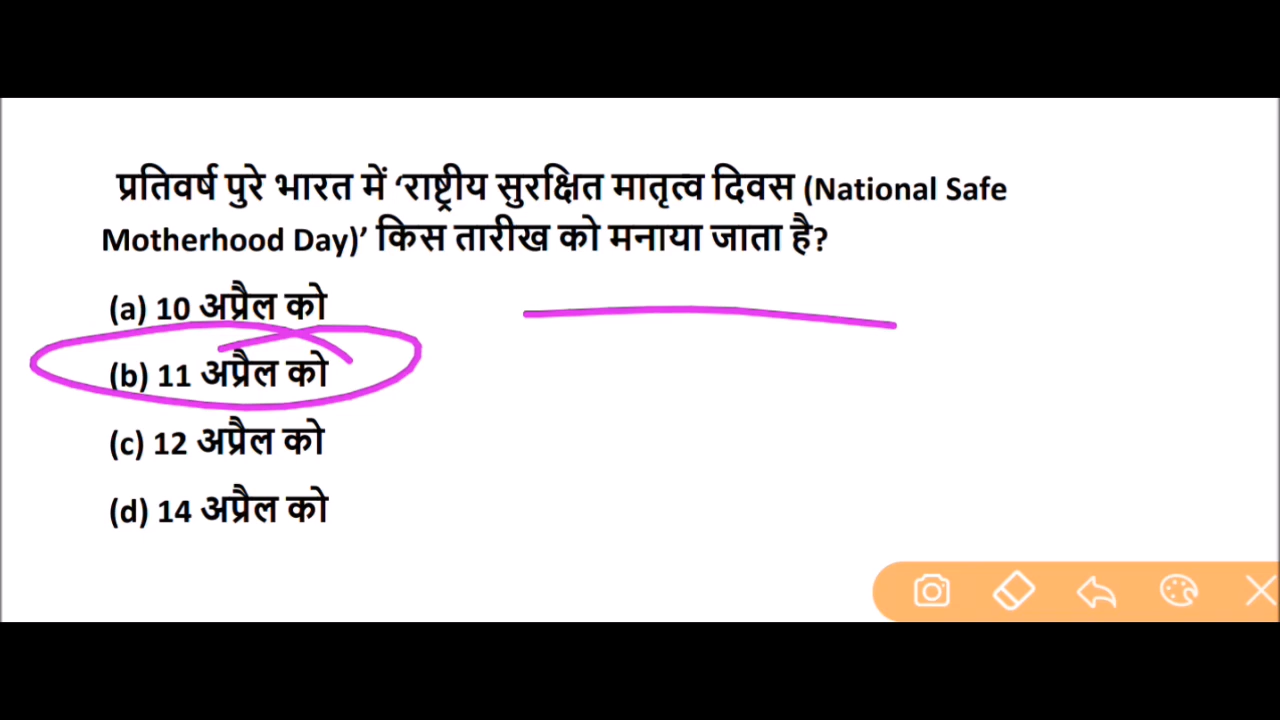 प्रतिवर्ष पुरे भारत में ‘राष्ट्रीय सुरक्षित मातृत्व दिवस (National Safe
Motherhood Day)’ किस तारीख को मनाया जाता है?
(a) 10 अप्रैल को
(b) 11 अप्रैल को
(c) 12 अप्रैल को
(d) 14 अप्रैल को